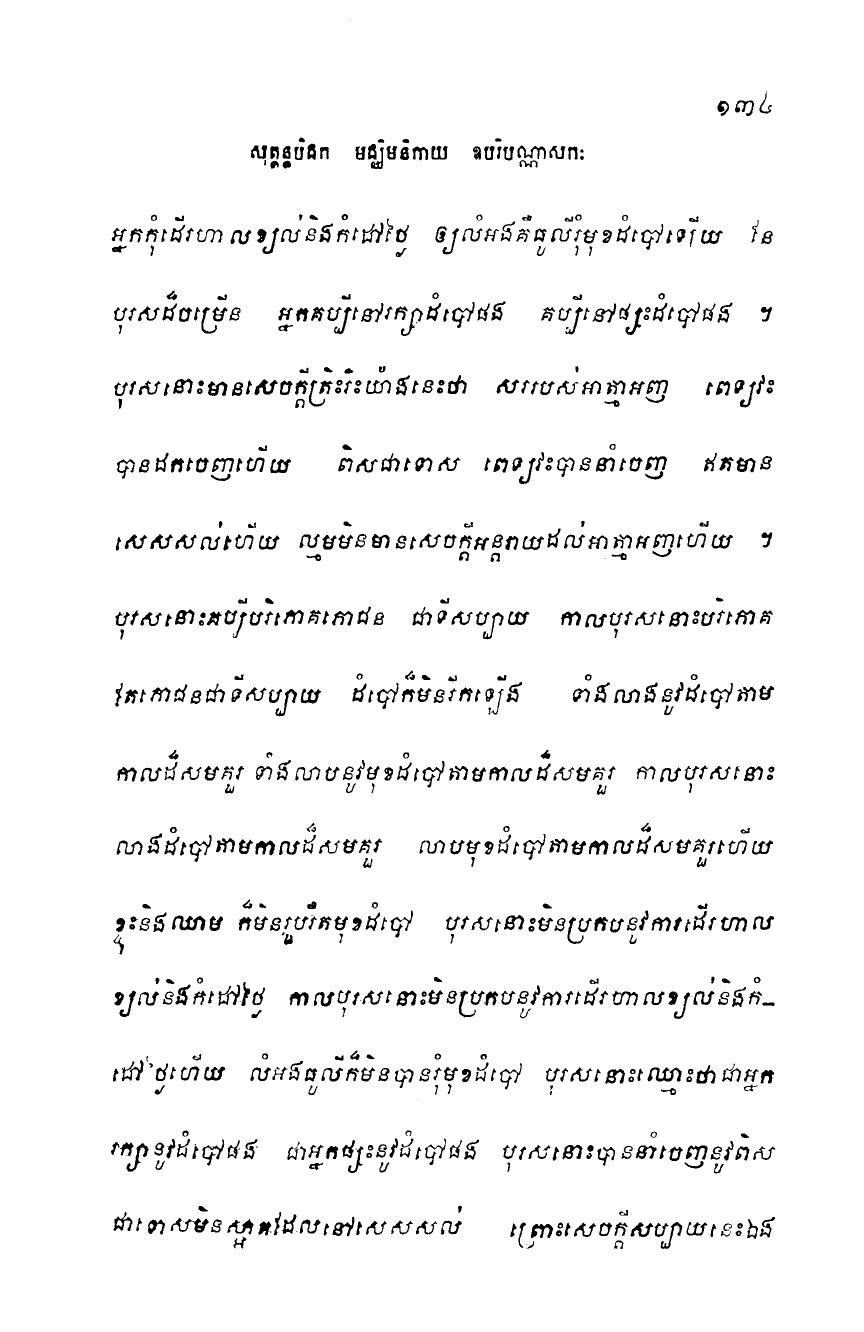 ១៣៤
សុត្តន្តបិដក មជ្ឈិមនិកាយ ឧបរិបណ្ណាសកៈ
អ្នកកុំដើរហាលខ្យល់និងកំដៅថ្ងៃ ឲ្យលំអងគឺធូលីរុំមុខដំបៅឡើយ នែ
បុរសដ៏ចម្រើន អ្នកគប្បីនៅរក្សាដំបៅផង គប្បីនៅផ្សះដំបៅផង ។
បុរសនោះមានសេចក្តីត្រិះរិះយ៉ាងនេះថា សររបស់អាត្មាអញ ពេទ្យវះ
បានដកចេញហើយ ពិសជាទោស ពេទ្យវះបាននាំចេញ ឥតមាន
សេសសល់ហើយ ល្មមមិនមានសេចក្តីអន្តរាយដល់អាត្មាអញហើយ ។
បុរសនោះគប្បីបរិភោគភោជន ជាទីសប្បាយ កាលបុរសនោះបរិភោគ
តែភោជនជាទីសប្បាយ ដំបៅក៏មិនរីកឡើង ទាំងលាងនូវដំបៅតាម
កាលដ៏សមគួរ ទាំងលាបនូវមុខដំបៅតាមកាលដ៏សមគួរ កាលបុរសនោះ
លាងដំបៅតាមកាលដ៏សមគួរ លាបមុខដំបៅតាមកាលដ៏សមគួរហើយ
ខ្ទុះនិងឈាម ក៏មិនរួបរឹតមុខដំបៅ បុរសនោះមិនប្រកបនូវការដើរហាល
ខ្យល់និងកំដៅថ្ងៃ កាលបុរសនោះមិនប្រកបនូវការដើរហាលខ្យល់និងកំ-
ដៅថ្ងៃហើយ លំអងធូលីក៏មិនបានរុំមុខដំបៅ បុរសនោះឈ្មោះថាជាអ្នក
រក្សានូវដំបៅផង ជាអ្នកផ្សះនូវដំបៅផង បុរសនោះបាននាំចេញនូវពិស
ជាទោសមិនស្អាតដែលនៅសេសសល់ ព្រោះសេចក្តីសប្បាយនេះឯង